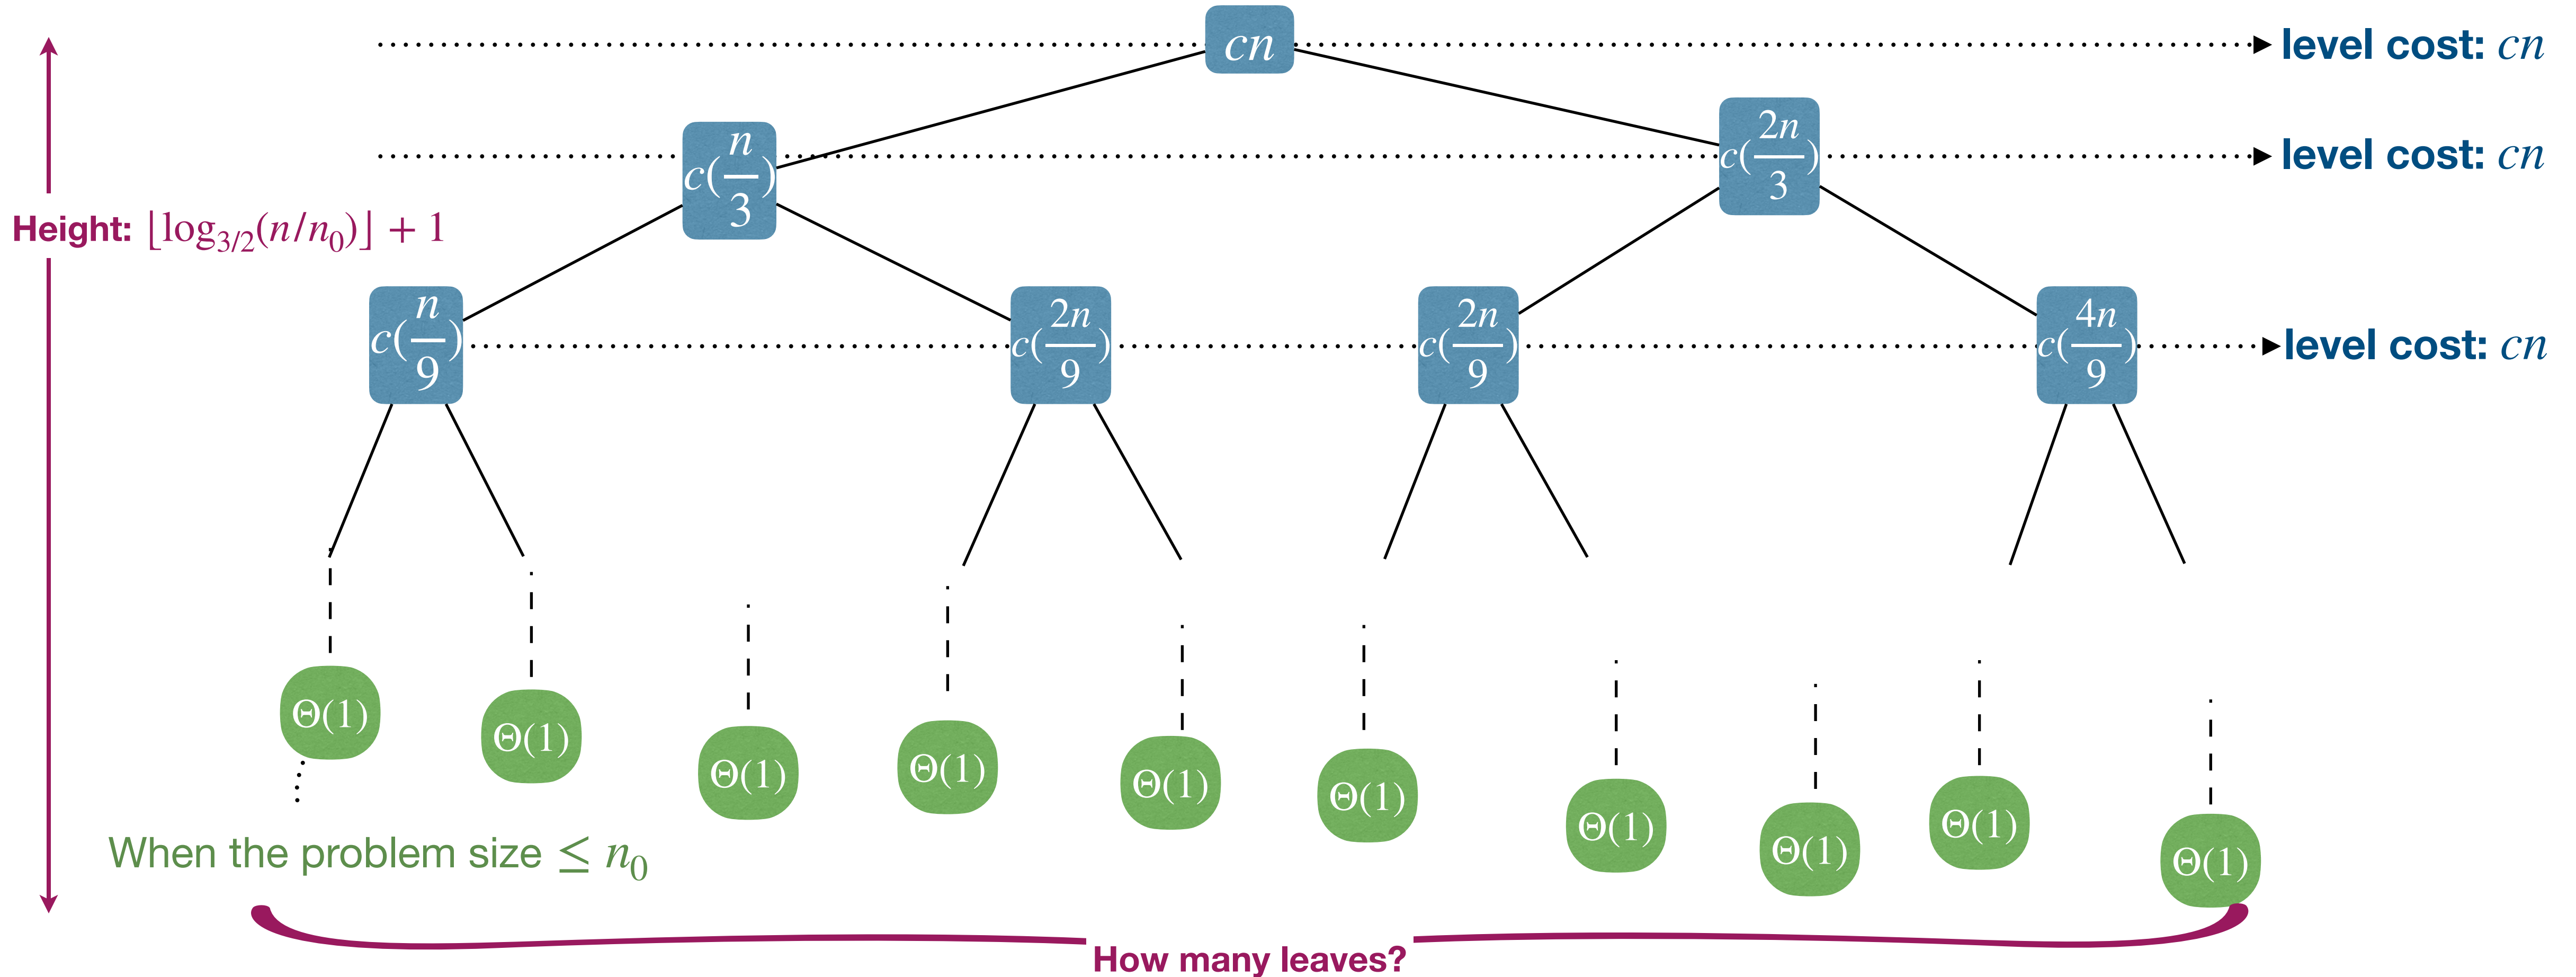 cn
level cost: cn
c(n/3)
c(2n/3)
level cost: cn
Height: ⌊log_{3/2}(n/n_0)⌋ + 1
c(n/9)
c(2n/9)
c(2n/9)
c(4n/9)
level cost: cn
Θ(1)
Θ(1)
Θ(1)
Θ(1)
Θ(1)
Θ(1)
Θ(1)
Θ(1)
Θ(1)
Θ(1)
When the problem size ≤ n_0
How many leaves?